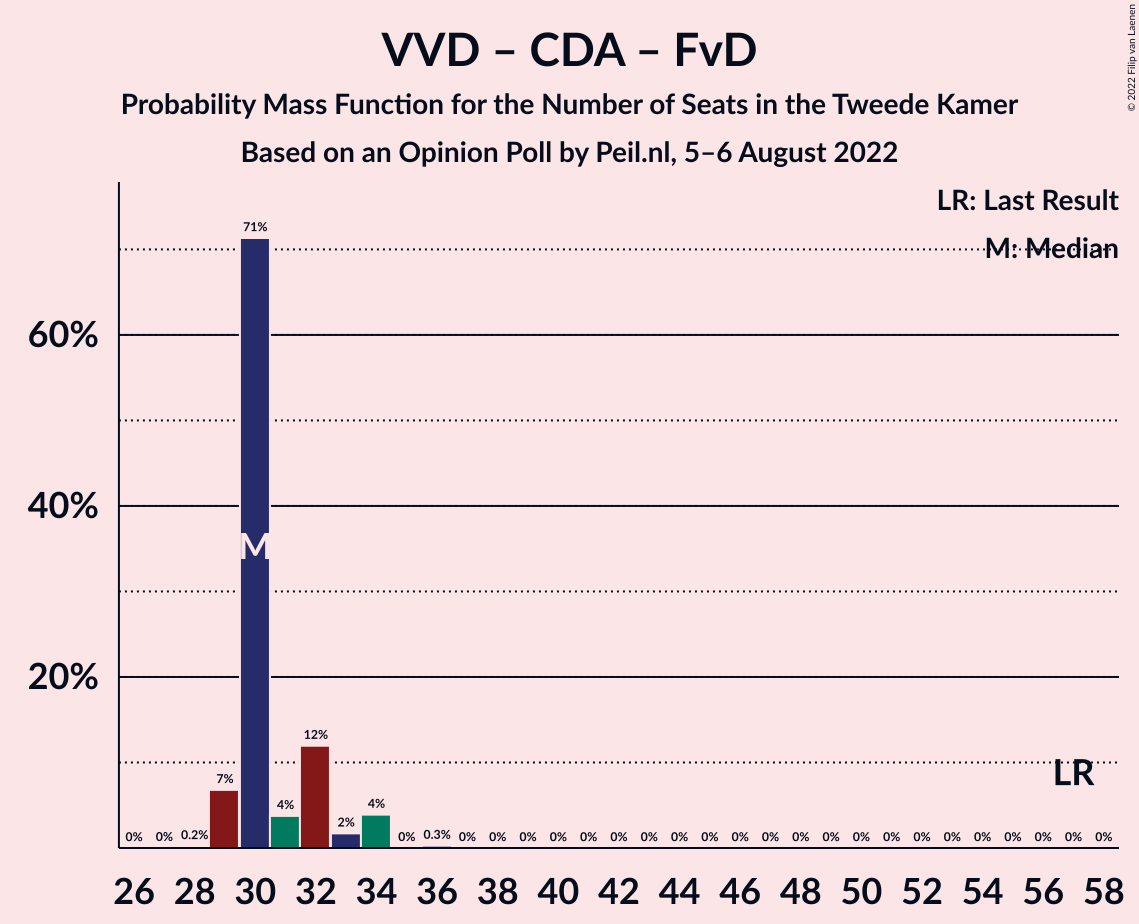 VVD – CDA – FvD
Probability Mass Function for the Number of Seats in the Tweede Kamer
Based on an Opinion Poll by Peil.nl, 5–6 August 2022
© 2022 Filip van Laenen
LR: Last Result
M: Median
60%
40%
20%
0% 0% 0.2% 7% 71% 4% 12% 2% 4% 0% 0.3% 0% 0% 0% 0% 0% 0% 0% 0% 0% 0% 0% 0% 0% 0% 0% 0% 0% 0% 0% 0% 0% 0%
M
LR
26 28 30 32 34 36 38 40 42 44 46 48 50 52 54 56 58